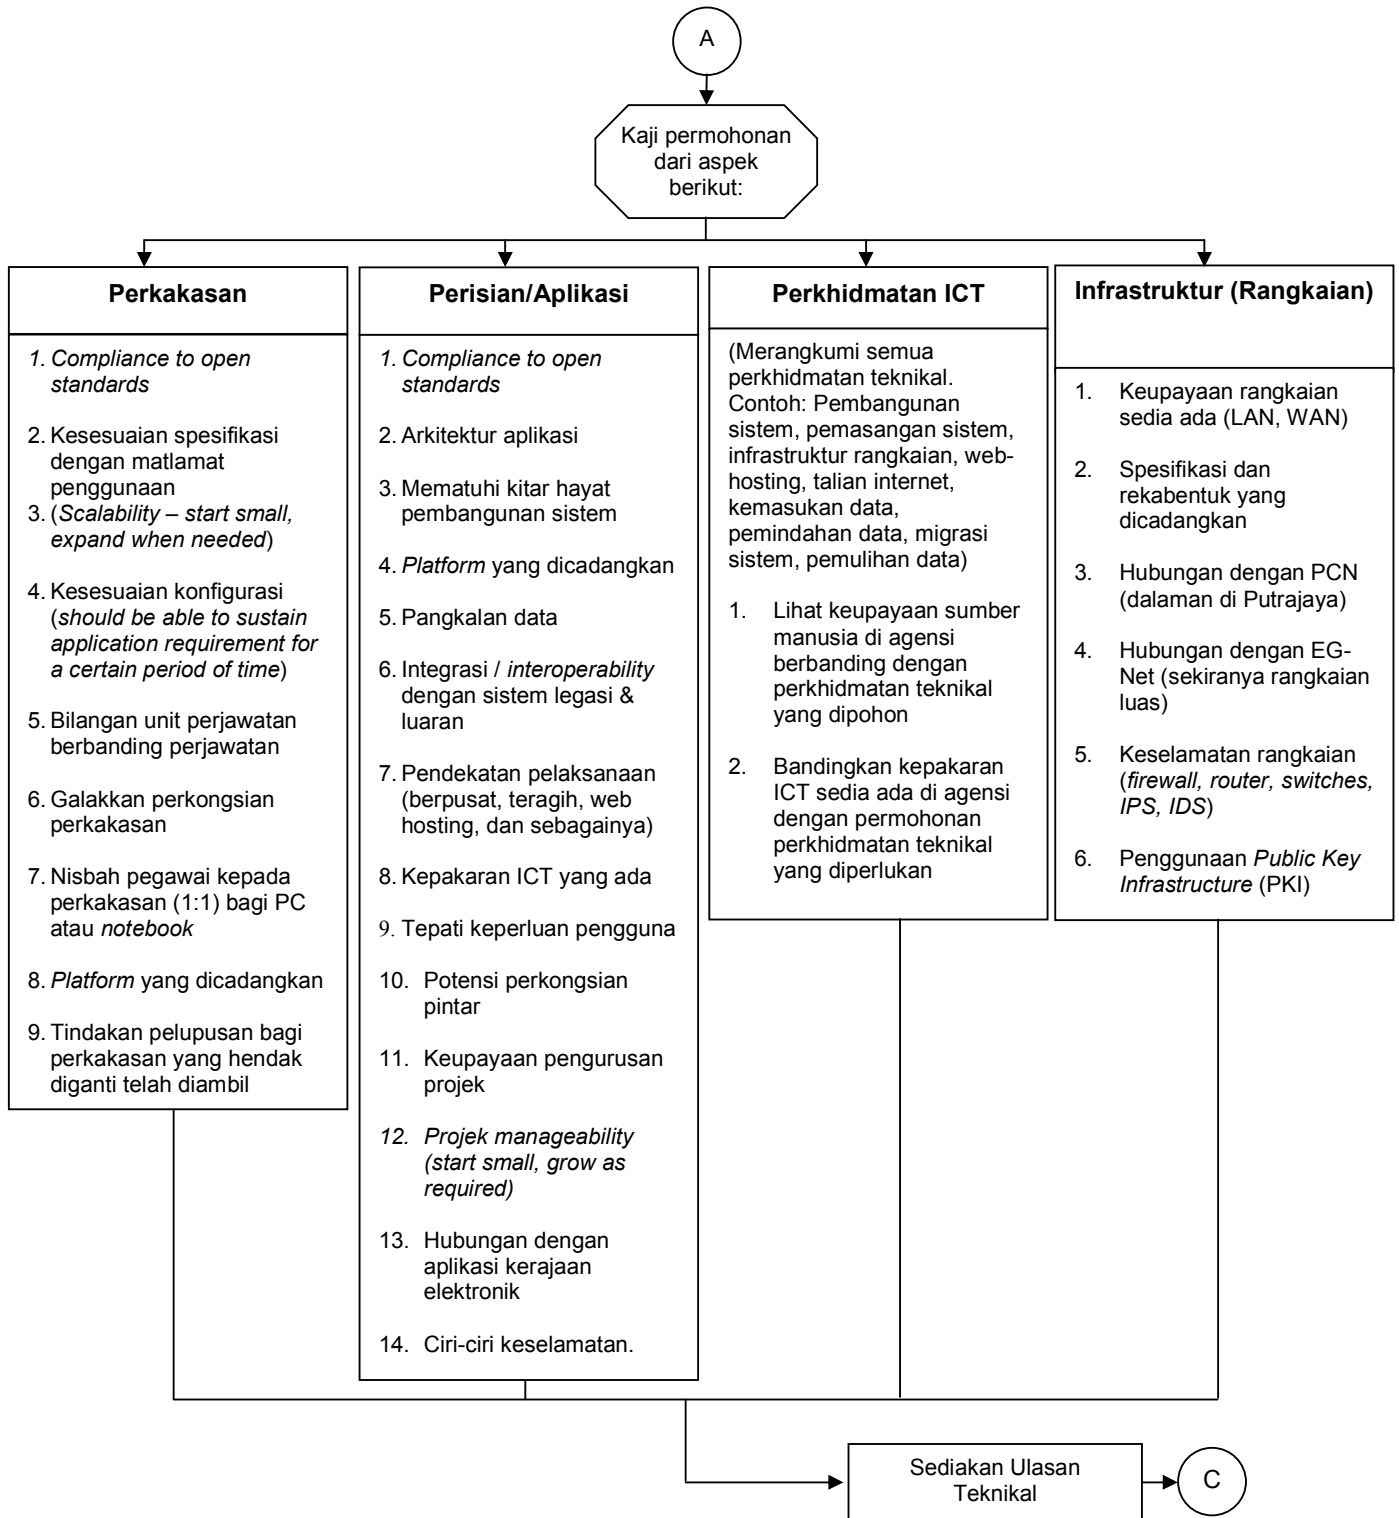 A
Kaji permohonan
dari aspek
berikut:
Perkakasan
1. Compliance to open
standards
2. Kesesuaian spesifikasi
dengan matlamat
penggunaan
3. (Scalability – start small,
expand when needed)
4. Kesesuaian konfigurasi
(should be able to sustain
application requirement for
a certain period of time)
5. Bilangan unit perjawatan
berbanding perjawatan
6. Galakkan perkongsian
perkakasan
7. Nisbah pegawai kepada
perkakasan (1:1) bagi PC
atau notebook
8. Platform yang dicadangkan
9. Tindakan pelupusan bagi
perkakasan yang hendak
diganti telah diambil
Perisian/Aplikasi
1. Compliance to open
standards
2. Arkitektur aplikasi
3. Mematuhi kitar hayat
pembangunan sistem
4. Platform yang dicadangkan
5. Pangkalan data
6. Integrasi / interoperability
dengan sistem legasi &
luaran
7. Pendekatan pelaksanaan
(berpusat, teragih, web
hosting, dan sebagainya)
8. Kepakaran ICT yang ada
9. Tepati keperluan pengguna
10. Potensi perkongsian
pintar
11. Keupayaan pengurusan
projek
12. Projek manageability
(start small, grow as
required)
13. Hubungan dengan
aplikasi kerajaan
elektronik
14. Ciri-ciri keselamatan.
Perkhidmatan ICT
(Merangkumi semua
perkhidmatan teknikal.
Contoh: Pembangunan
sistem, pemasangan sistem,
infrastruktur rangkaian, web-
hosting, talian internet,
kemasukan data,
pemindahan data, migrasi
sistem, pemulihan data)
1. Lihat keupayaan sumber
manusia di agensi
berbanding dengan
perkhidmatan teknikal
yang dipohon
2. Bandingkan kepakaran
ICT sedia ada di agensi
dengan permohonan
perkhidmatan teknikal
yang diperlukan
Infrastruktur (Rangkaian)
1. Keupayaan rangkaian
sedia ada (LAN, WAN)
2. Spesifikasi dan
rekabentuk yang
dicadangkan
3. Hubungan dengan PCN
(dalaman di Putrajaya)
4. Hubungan dengan EG-
Net (sekiranya rangkaian
luas)
5. Keselamatan rangkaian
(firewall, router, switches,
IPS, IDS)
6. Penggunaan Public Key
Infrastructure (PKI)
Sediakan Ulasan
Teknikal
C